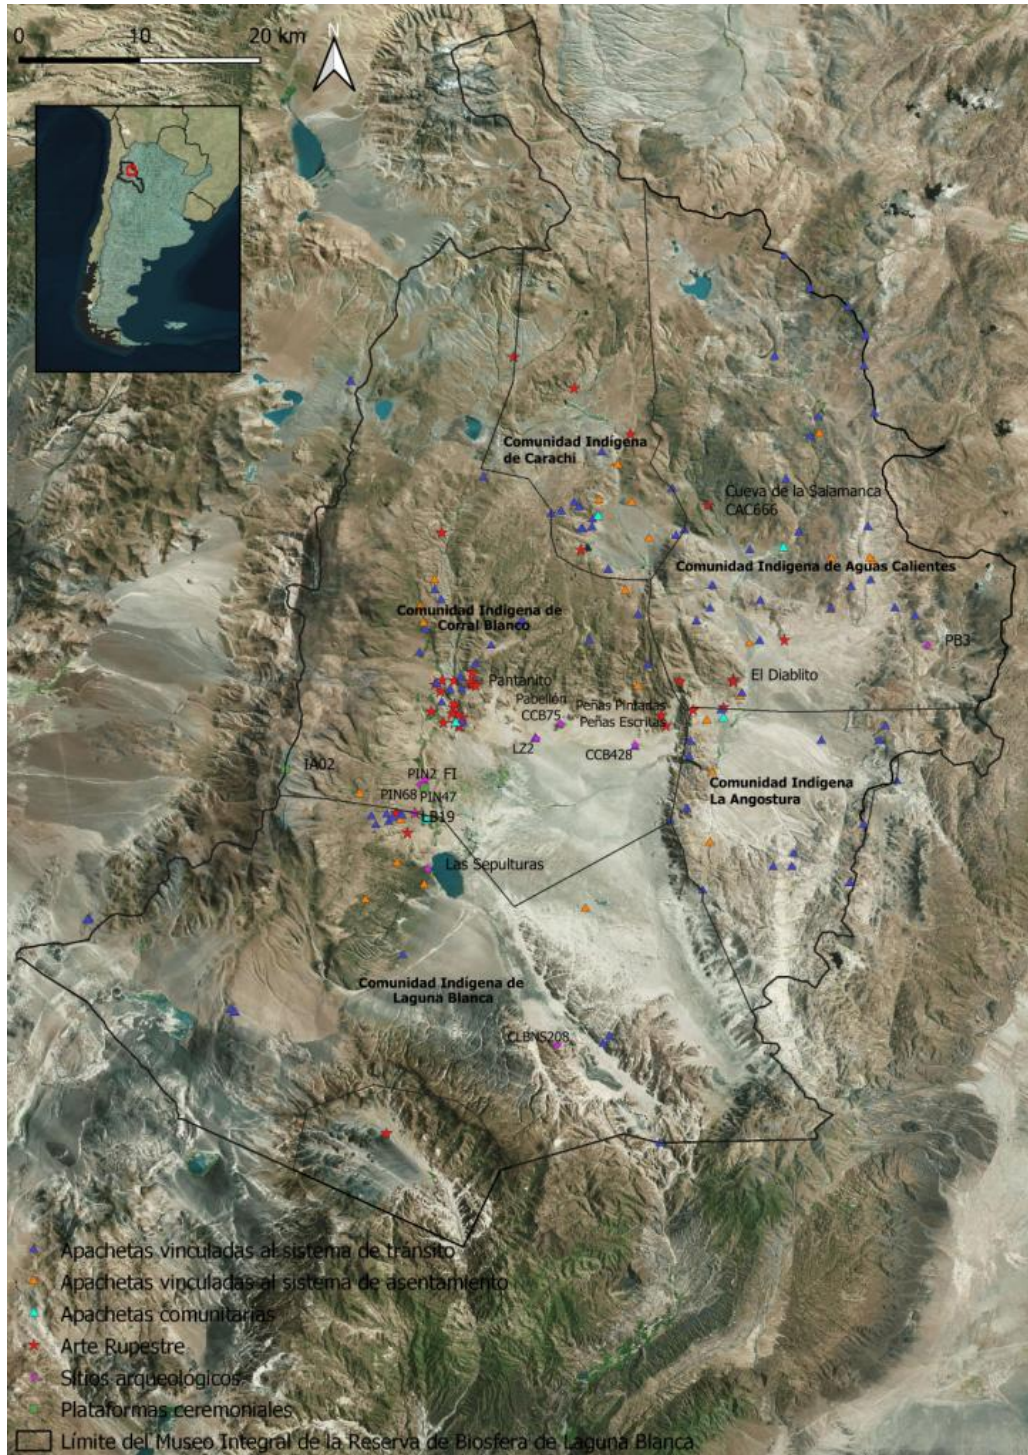 0 10 20 km
N
Comunidad Indígena
de Carachi
Cueva de la Salamanca
CAC666
Comunidad Indigena de Aguas Calientes
Comunidad Indígena de
Corral Blanco
PB3
Pantanito
El Diablito
Pabellón
CCB75
Peñas Pintadas
Peñas Escritas
LZ2
CCB428
IA02
PIN2 FI
PIN68
PIN47
LB19
Comunidad Indígena
La Angostura
Las Sepulturas
Comunidad Indígena de
Laguna Blanca
CLBNS208
Apachetas vinculadas al sistema de tránsito
Apachetas vinculadas al sistema de asentamiento
Apachetas comunitarias
Arte Rupestre
Sitios arqueológicos
Plataformas ceremoniales
Límite del Museo Integral de la Reserva de Biosfera de Laguna Blanca